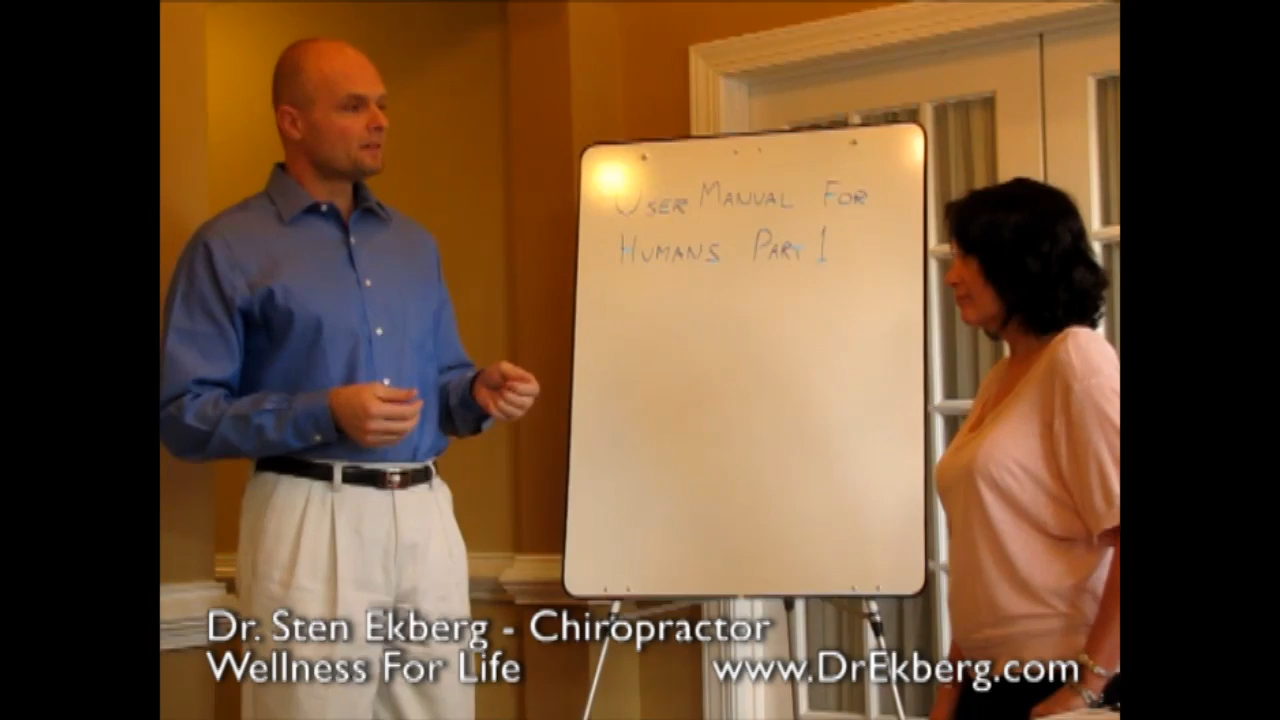 USER MANUAL FOR
HUMANS PART 1
Dr. Sten Ekberg - Chiropractor
Wellness For Life
www.DrEkberg.com